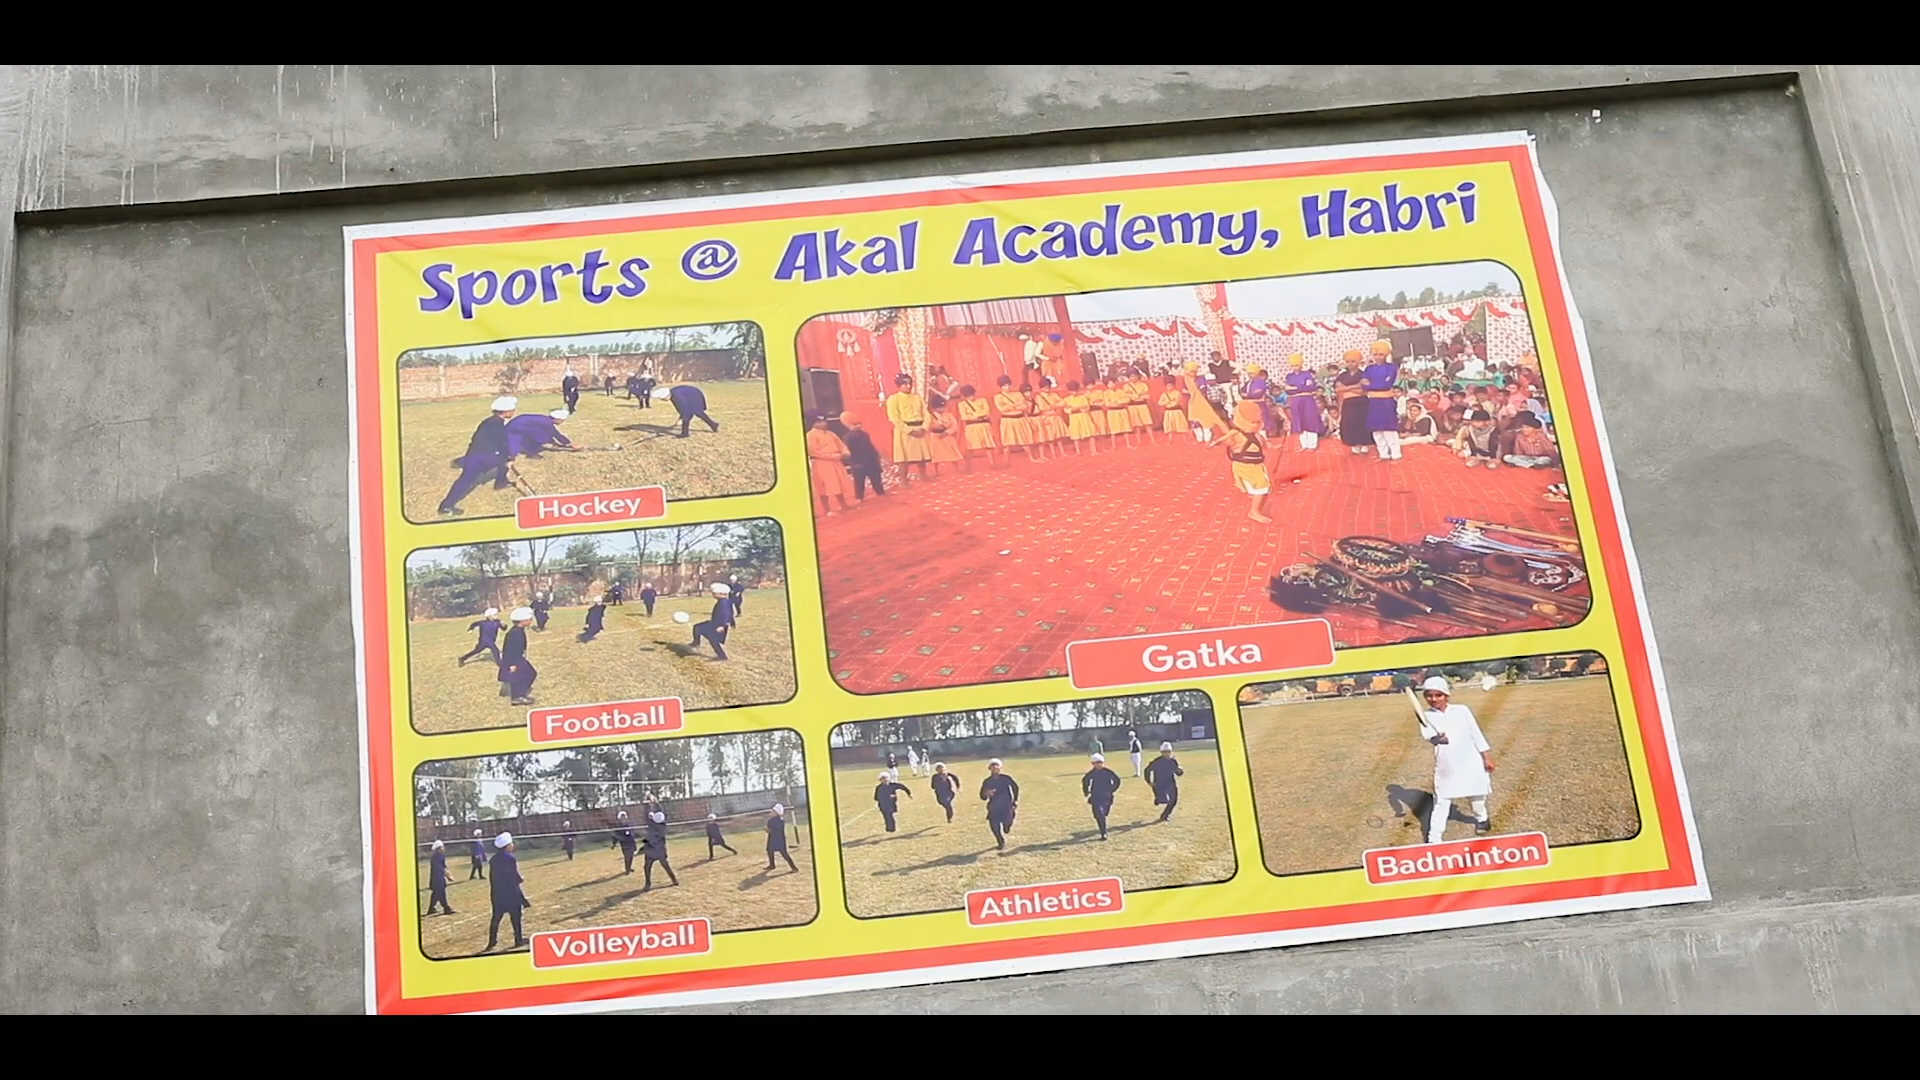 Sports @ Akal Academy, Habri
Hockey
Gatka
Football
Volleyball
Athletics
Badminton